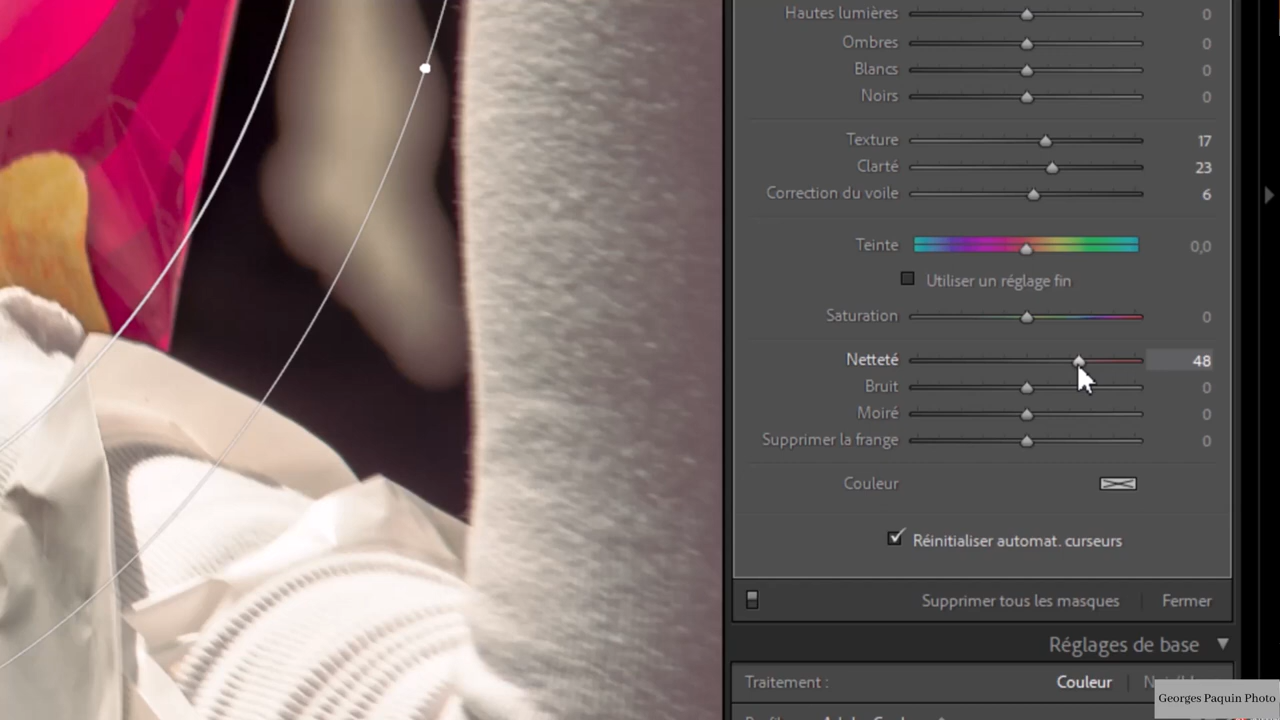 Hautes lumières 0
Ombres 0
Blancs 0
Noirs 0
Texture 17
Clarté 23
Correction du voile 6
Teinte 0,0
Utiliser un réglage fin
Saturation 0
Netteté 48
Bruit 0
Moiré 0
Supprimer la frange 0
Couleur
Réinitialiser automat. curseurs
Supprimer tous les masques Fermer
Réglages de base
Traitement : Couleur
Georges Paquin Photo